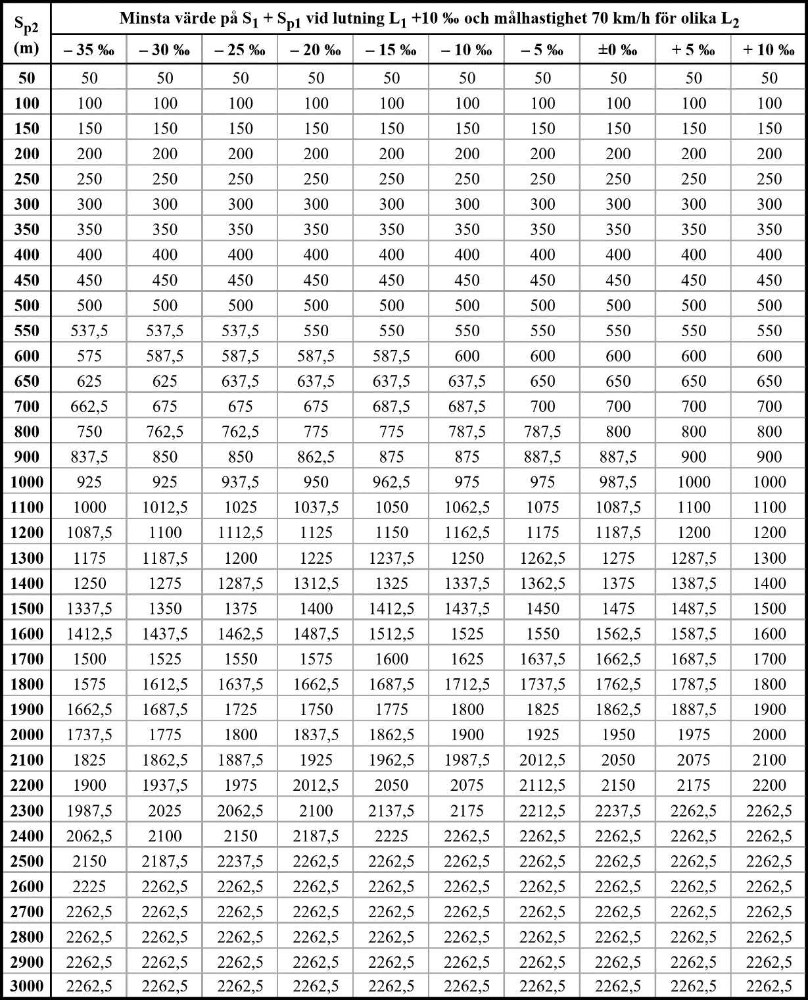 S_p2 (m) Minsta värde på S_1 + S_p1 vid lutning L_1 +10 ‰ och målhastighet 70 km/h för olika L_2
– 35 ‰ – 30 ‰ – 25 ‰ – 20 ‰ – 15 ‰ – 10 ‰ – 5 ‰ ±0 ‰ + 5 ‰ + 10 ‰
50 50 50 50 50 50 50 50 50 50 50
100 100 100 100 100 100 100 100 100 100 100
150 150 150 150 150 150 150 150 150 150 150
200 200 200 200 200 200 200 200 200 200 200
250 250 250 250 250 250 250 250 250 250 250
300 300 300 300 300 300 300 300 300 300 300
350 350 350 350 350 350 350 350 350 350 350
400 400 400 400 400 400 400 400 400 400 400
450 450 450 450 450 450 450 450 450 450 450
500 500 500 500 500 500 500 500 500 500 500
550 537,5 537,5 537,5 550 550 550 550 550 550 550
600 575 587,5 587,5 587,5 587,5 600 600 600 600 600
650 625 625 637,5 637,5 637,5 637,5 650 650 650 650
700 662,5 675 675 675 687,5 687,5 700 700 700 700
800 750 762,5 762,5 775 775 787,5 787,5 800 800 800
900 837,5 850 850 862,5 875 875 887,5 887,5 900 900
1000 925 925 937,5 950 962,5 975 975 987,5 1000 1000
1100 1000 1012,5 1025 1037,5 1050 1062,5 1075 1087,5 1100 1100
1200 1087,5 1100 1112,5 1125 1150 1162,5 1175 1187,5 1200 1200
1300 1175 1187,5 1200 1225 1237,5 1250 1262,5 1275 1287,5 1300
1400 1250 1275 1287,5 1312,5 1325 1337,5 1362,5 1375 1387,5 1400
1500 1337,5 1350 1375 1400 1412,5 1437,5 1450 1475 1487,5 1500
1600 1412,5 1437,5 1462,5 1487,5 1512,5 1525 1550 1562,5 1587,5 1600
1700 1500 1525 1550 1575 1600 1625 1637,5 1662,5 1687,5 1700
1800 1575 1612,5 1637,5 1662,5 1687,5 1712,5 1737,5 1762,5 1787,5 1800
1900 1662,5 1687,5 1725 1750 1775 1800 1825 1862,5 1887,5 1900
2000 1737,5 1775 1800 1837,5 1862,5 1900 1925 1950 1975 2000
2100 1825 1862,5 1887,5 1925 1962,5 1987,5 2012,5 2050 2075 2100
2200 1900 1937,5 1975 2012,5 2050 2075 2112,5 2150 2175 2200
2300 1987,5 2025 2062,5 2100 2137,5 2175 2212,5 2237,5 2262,5 2262,5
2400 2062,5 2100 2150 2187,5 2225 2262,5 2262,5 2262,5 2262,5 2262,5
2500 2150 2187,5 2237,5 2262,5 2262,5 2262,5 2262,5 2262,5 2262,5 2262,5
2600 2225 2262,5 2262,5 2262,5 2262,5 2262,5 2262,5 2262,5 2262,5 2262,5
2700 2262,5 2262,5 2262,5 2262,5 2262,5 2262,5 2262,5 2262,5 2262,5 2262,5
2800 2262,5 2262,5 2262,5 2262,5 2262,5 2262,5 2262,5 2262,5 2262,5 2262,5
2900 2262,5 2262,5 2262,5 2262,5 2262,5 2262,5 2262,5 2262,5 2262,5 2262,5
3000 2262,5 2262,5 2262,5 2262,5 2262,5 2262,5 2262,5 2262,5 2262,5 2262,5